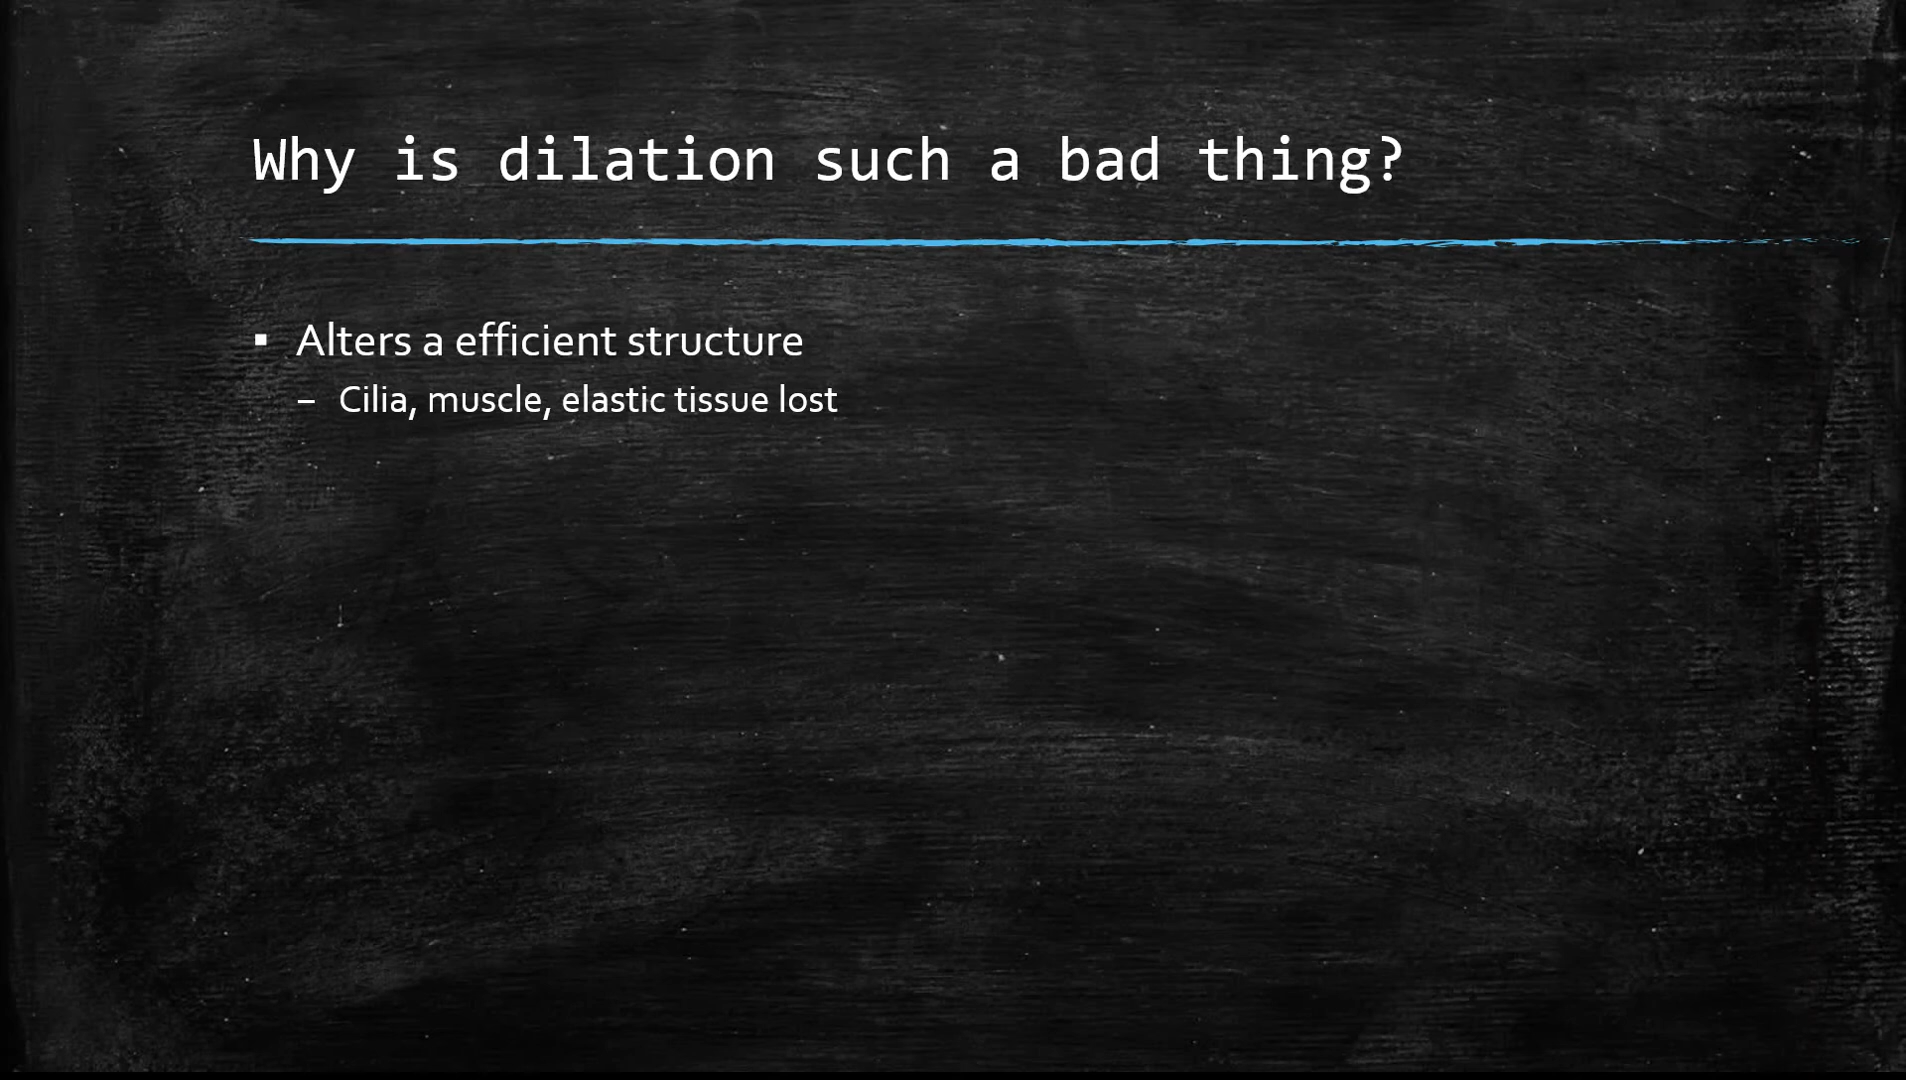 Why is dilation such a bad thing?
▪ Alters a efficient structure
– Cilia, muscle, elastic tissue lost